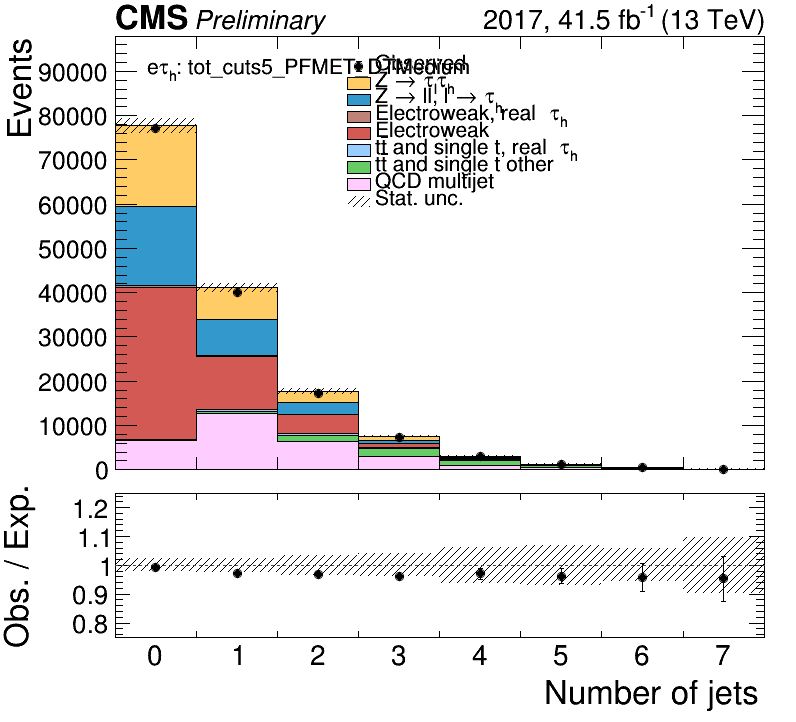 CMS Preliminary 2017, 41.5 fb⁻¹ (13 TeV)
Events
eτh: tot_cuts5_PFMET_DTMedium
Observed
Z → τlτh
Z → ll, l → τh
Electroweak, real τh
Electroweak
tt̄ and single t, real τh
tt̄ and single t other
QCD multijet
Stat. unc.
90000
80000
70000
60000
50000
40000
30000
20000
10000
0
Obs. / Exp.
1.2
1.1
1
0.9
0.8
0 1 2 3 4 5 6 7
Number of jets